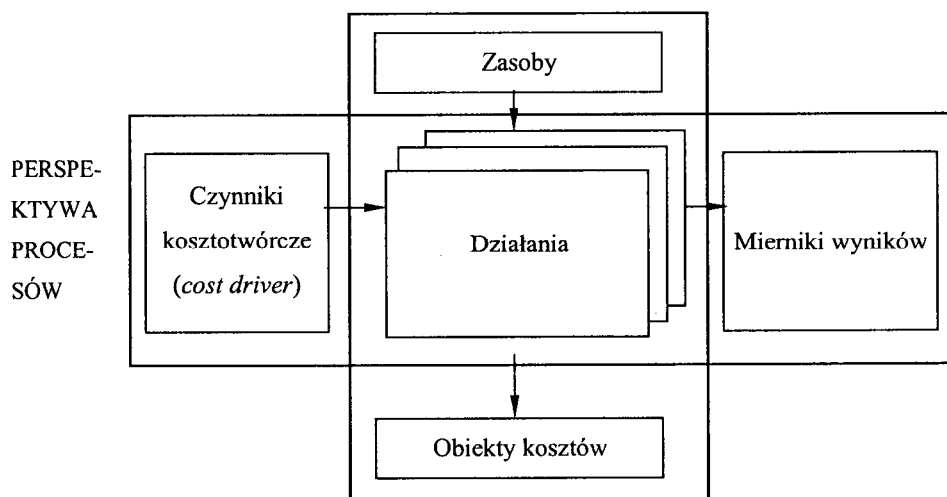 Zasoby
PERSPE-
KTYWA
PROCE-
SÓW
Czynniki
kosztotwórcze
(cost driver)
Działania
Mierniki wyników
Obiekty kosztów